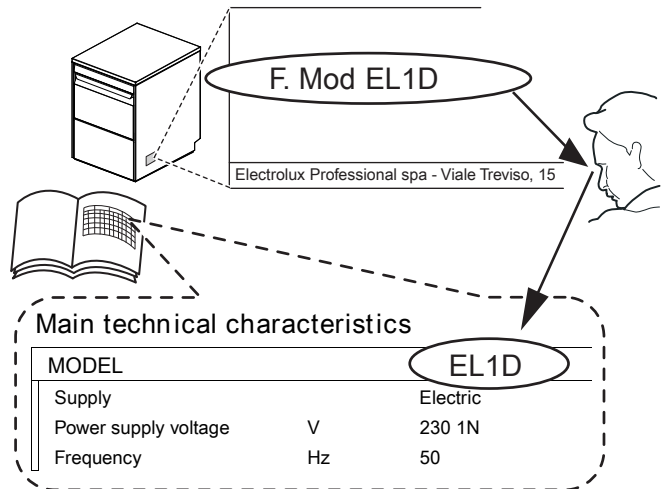 F. Mod EL1D
Electrolux Professional spa - Viale Treviso, 15
Main technical characteristics
MODEL EL1D
Supply Electric
Power supply voltage V 230 1N
Frequency Hz 50